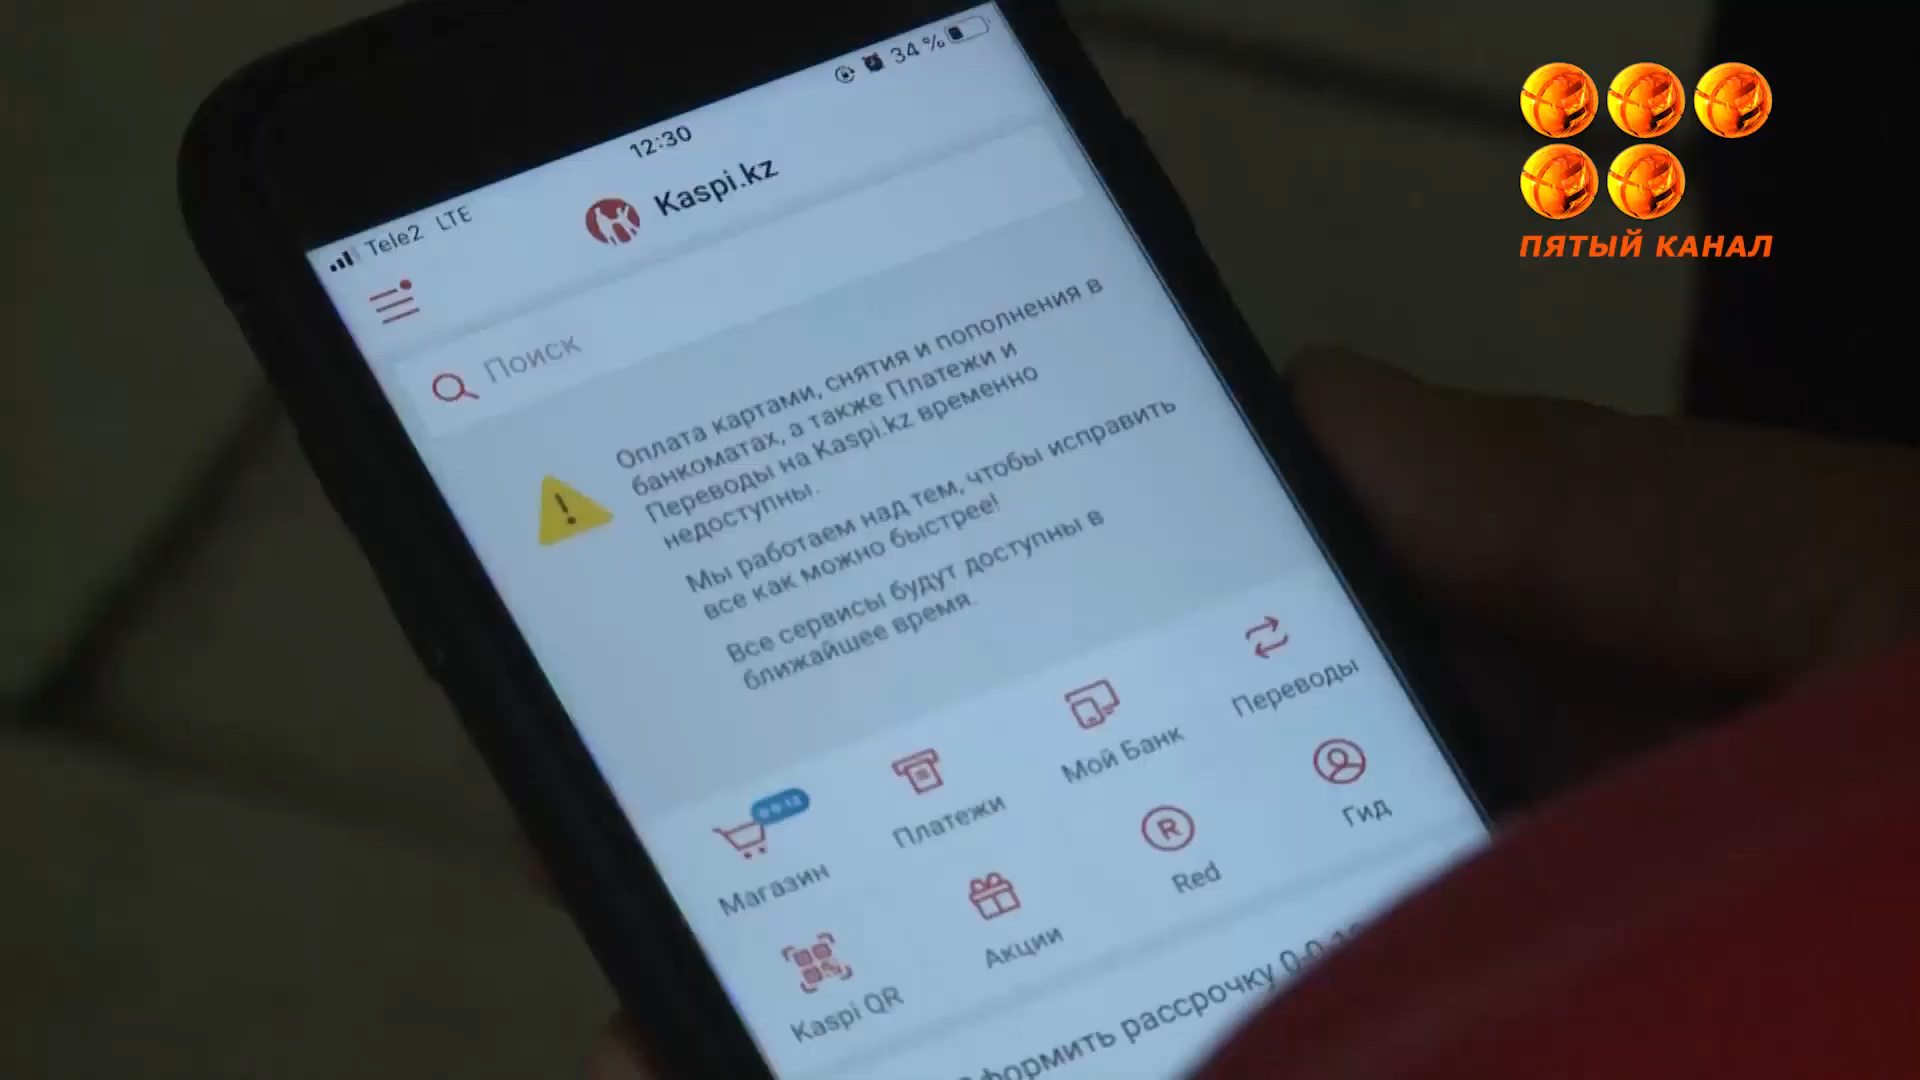 Tele2 LTE
12:30
34 %
Kaspi.kz
Поиск
Оплата картами, снятия и пополнения в
банкоматах, а также Платежи и
Переводы на Kaspi.kz временно
недоступны.
Мы работаем над тем, чтобы исправить
все как можно быстрее!
Все сервисы будут доступны в
ближайшее время.
Магазин
Платежи
Мой Банк
Переводы
Kaspi QR
Акции
R
Red
Гид
формить рассрочку 0-0-
ПЯТЫЙ КАНАЛ